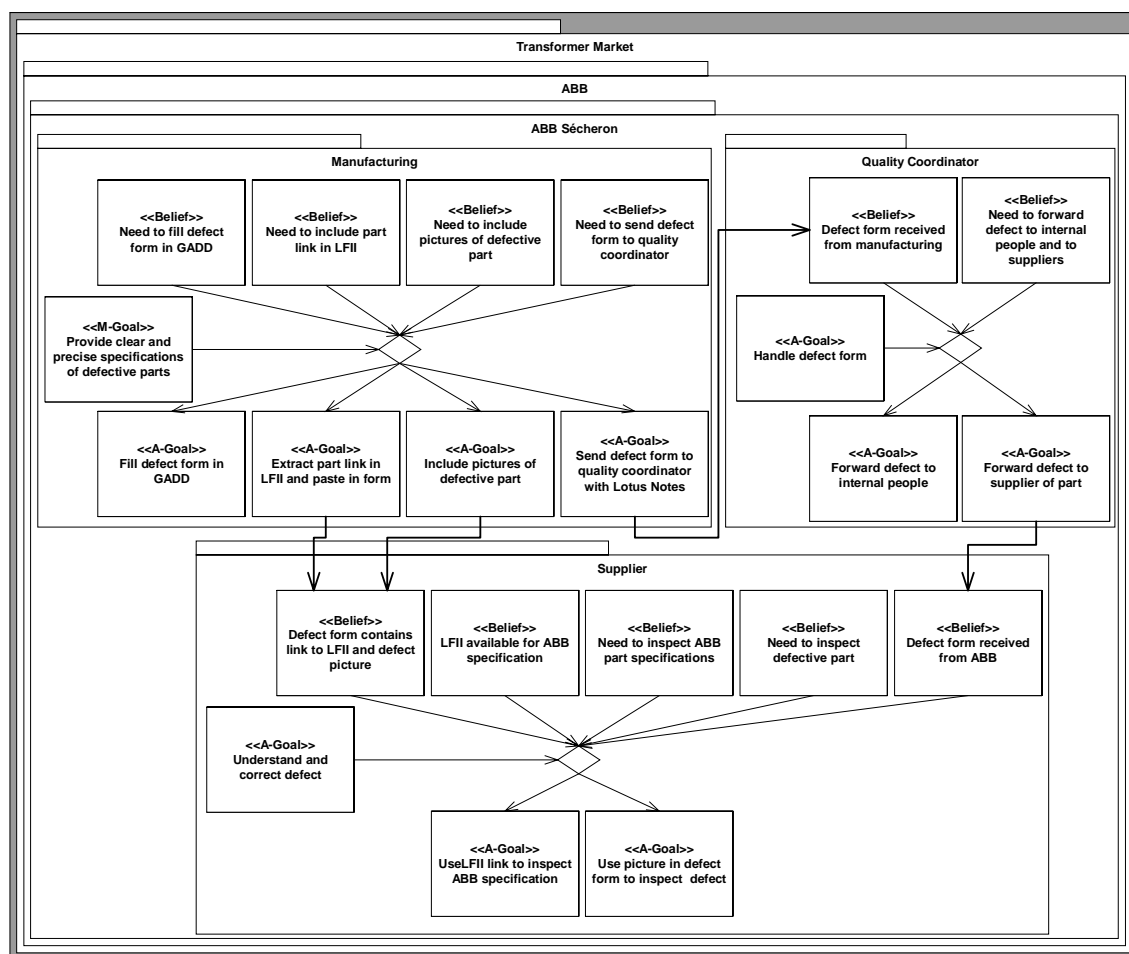 Transformer Market
ABB
ABB Sécheron
Manufacturing
<<Belief>>
Need to fill defect
form in GADD
<<Belief>>
Need to include part
link in LFII
<<Belief>>
Need to include
pictures of defective
part
<<Belief>>
Need to send defect
form to quality
coordinator
<<M-Goal>>
Provide clear and
precise specifications
of defective parts
<<A-Goal>>
Fill defect form in
GADD
<<A-Goal>>
Extract part link in
LFII and paste in form
<<A-Goal>>
Include pictures of
defective part
<<A-Goal>>
Send defect form to
quality coordinator
with Lotus Notes
Quality Coordinator
<<Belief>>
Defect form received
from manufacturing
<<Belief>>
Need to forward
defect to internal
people and to
suppliers
<<A-Goal>>
Handle defect form
<<A-Goal>>
Forward defect to
internal people
<<A-Goal>>
Forward defect to
supplier of part
Supplier
<<Belief>>
Defect form contains
link to LFII and defect
picture
<<Belief>>
LFII available for ABB
specification
<<Belief>>
Need to inspect ABB
part specifications
<<Belief>>
Need to inspect
defective part
<<Belief>>
Defect form received
from ABB
<<A-Goal>>
Understand and
correct defect
<<A-Goal>>
UseLFII link to inspect
ABB specification
<<A-Goal>>
Use picture in defect
form to inspect defect